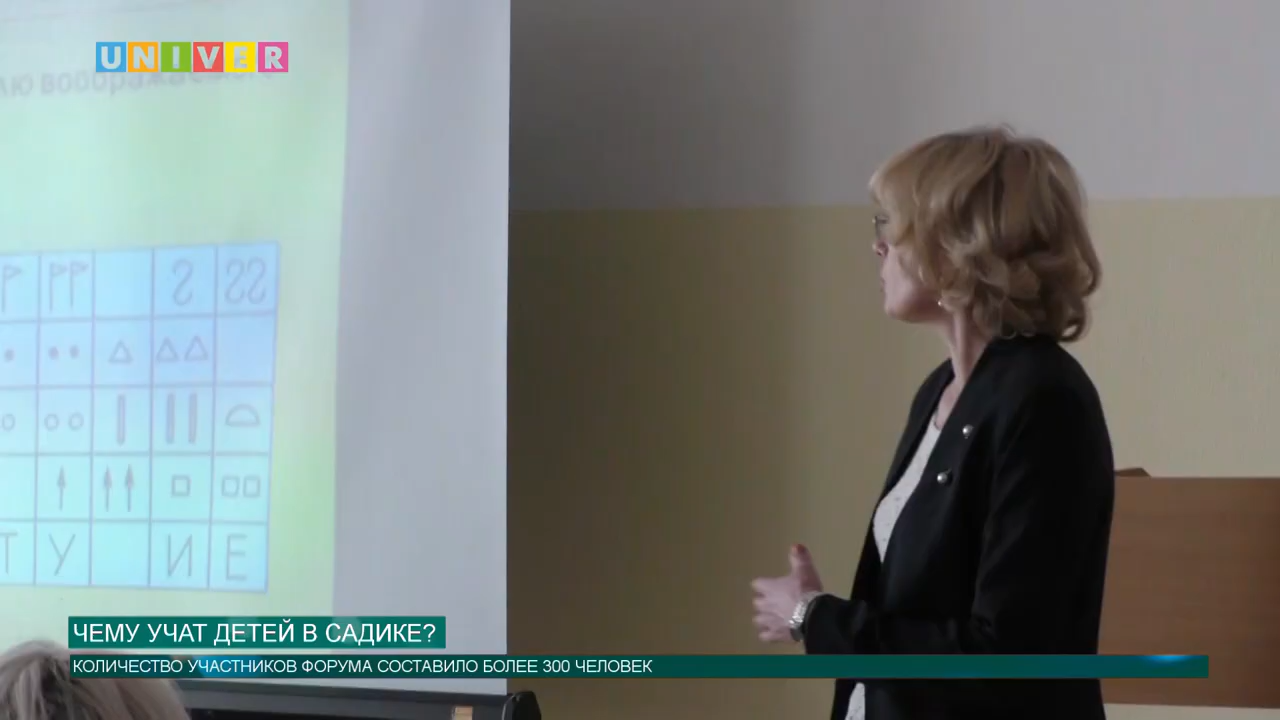 UNIVER
Т У И Е
ЧЕМУ УЧАТ ДЕТЕЙ В САДИКЕ?
КОЛИЧЕСТВО УЧАСТНИКОВ ФОРУМА СОСТАВИЛО БОЛЕЕ 300 ЧЕЛОВЕК